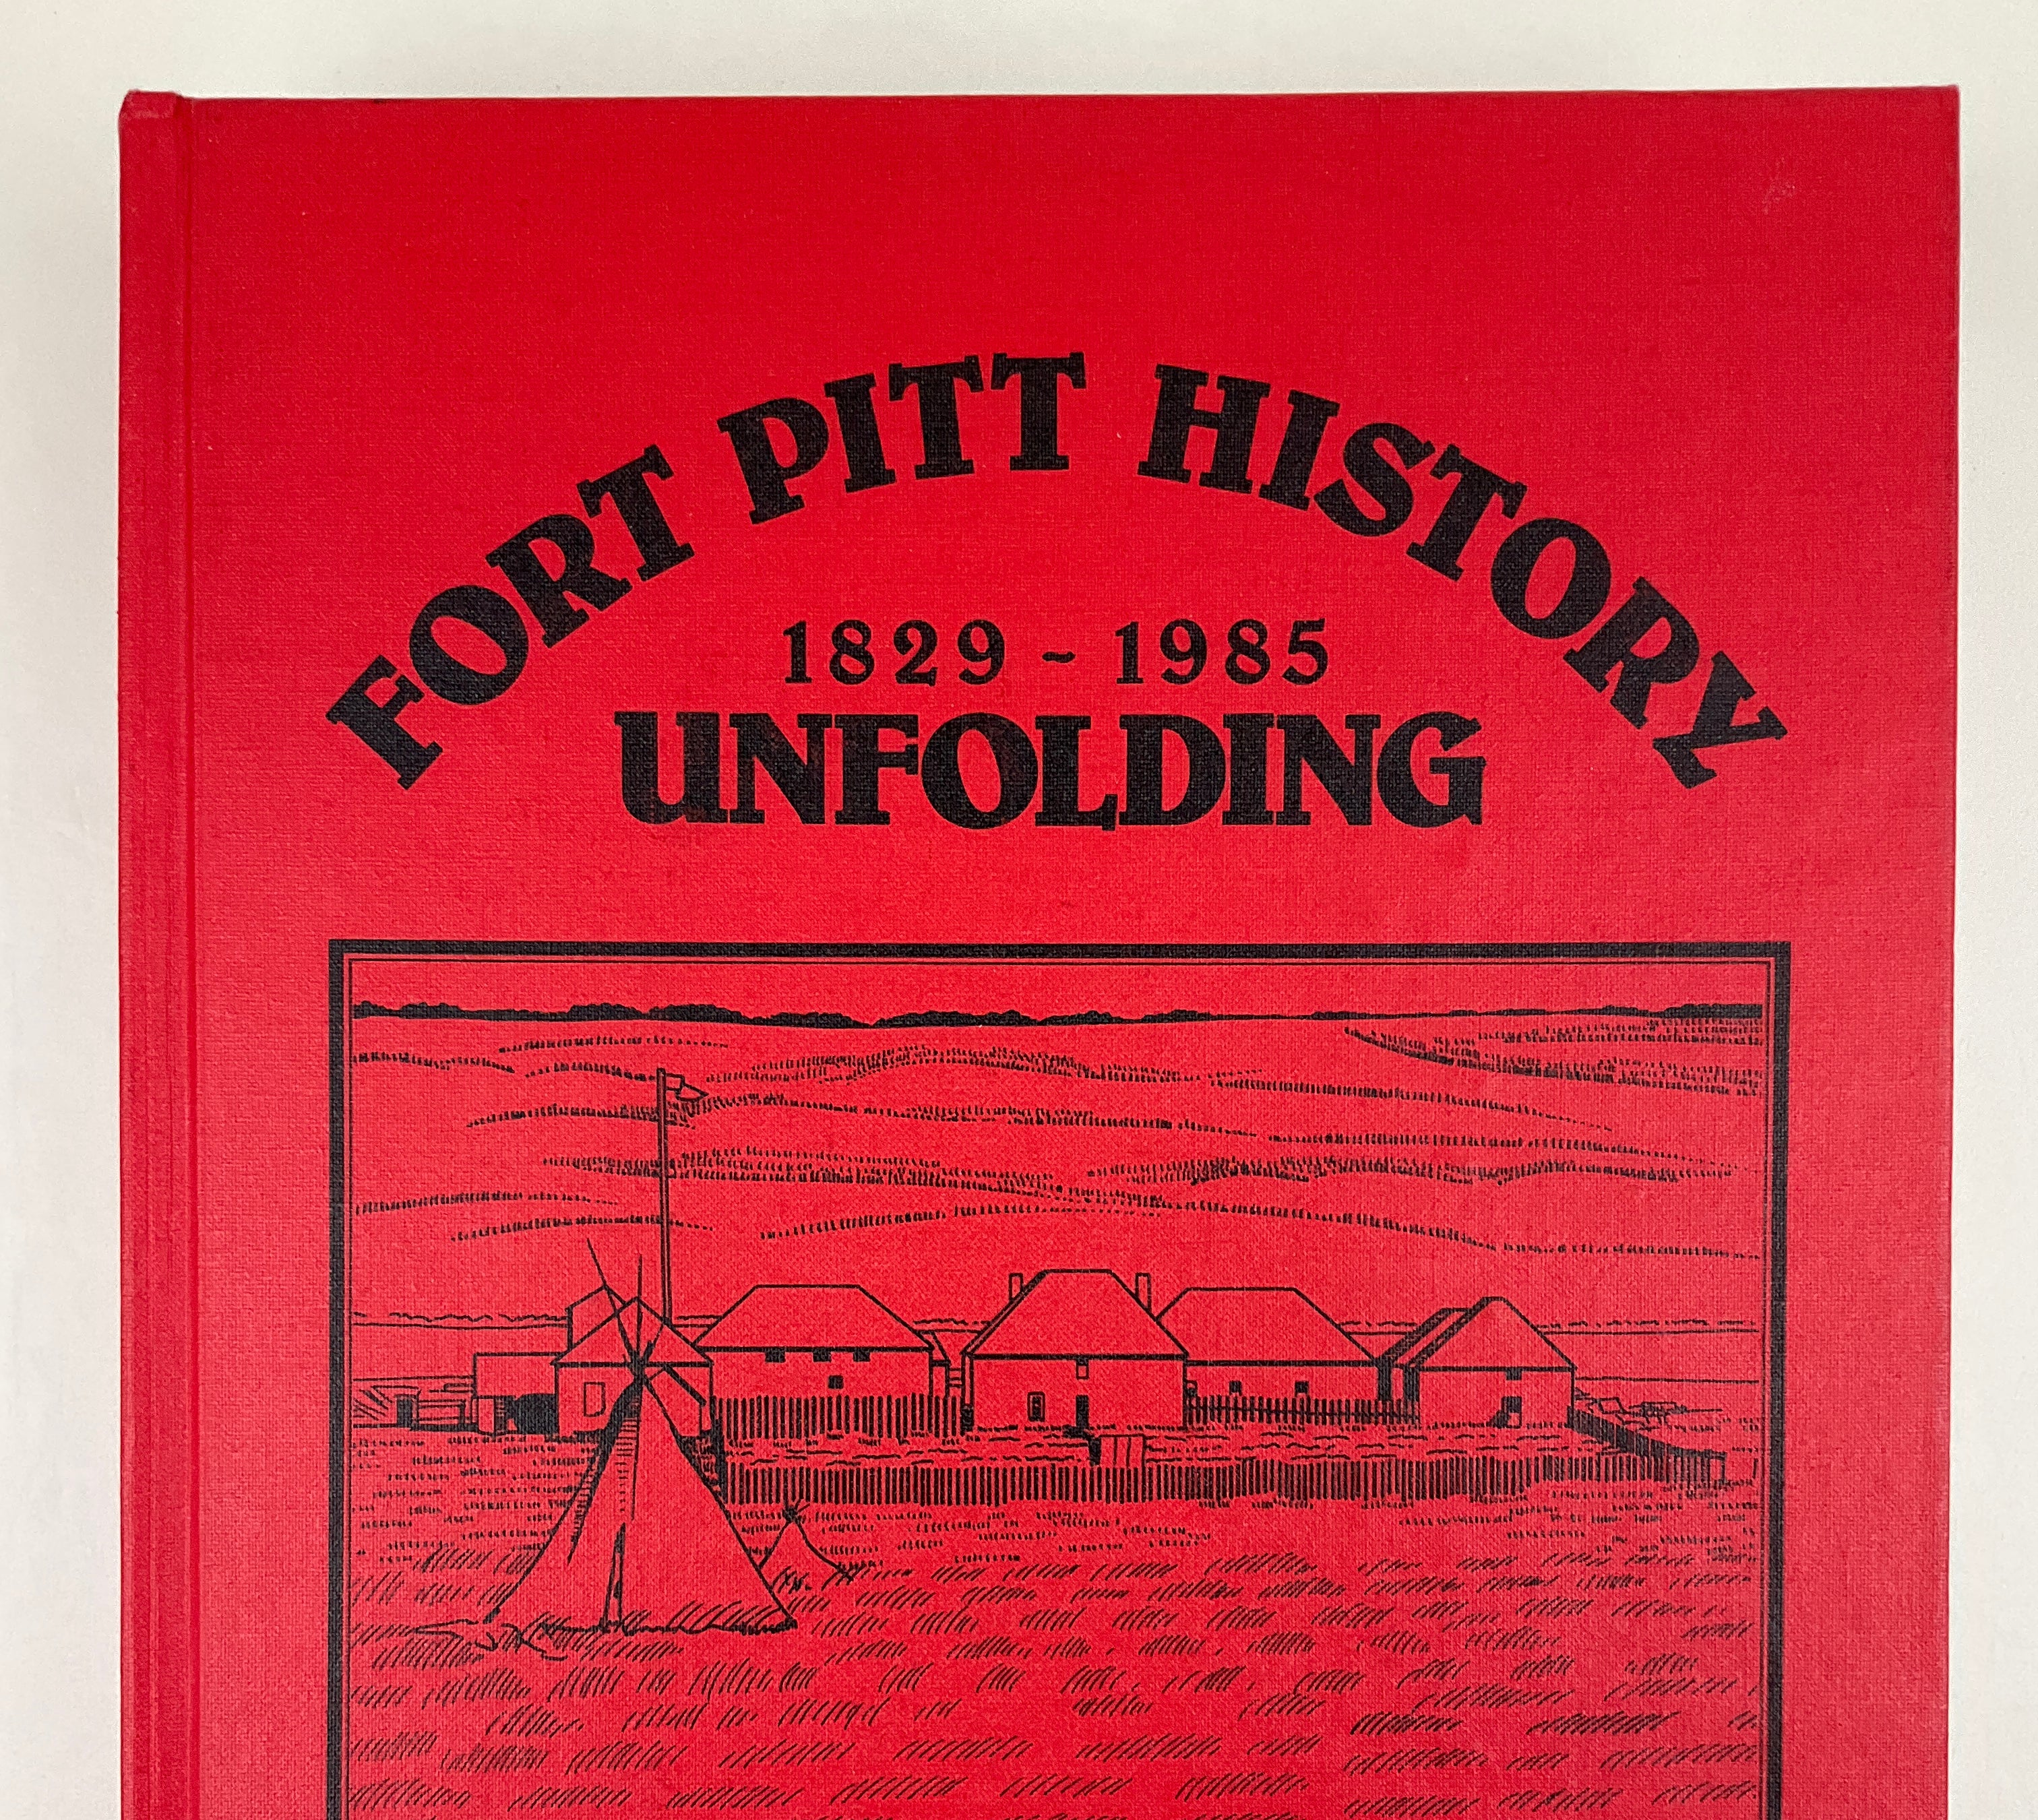 FORT PITT HISTORY
1829 - 1985
UNFOLDING